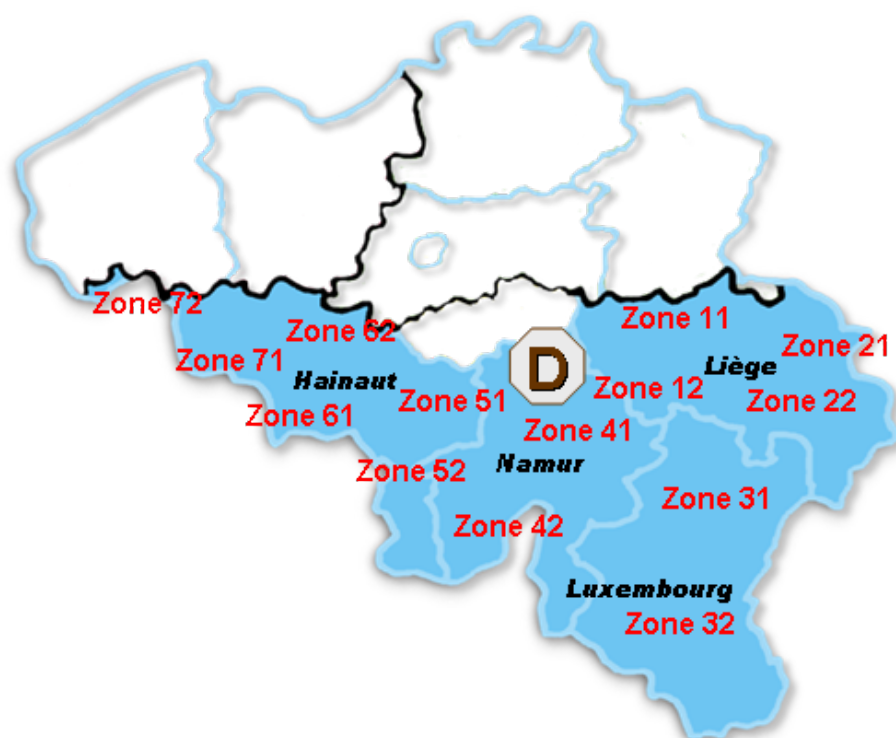 Zone 72
Zone 62
Zone 11
Zone 21
Zone 71
Liège
Hainaut
D
Zone 12
Zone 51
Zone 22
Zone 61
Zone 41
Namur
Zone 52
Zone 31
Zone 42
Luxembourg
Zone 32